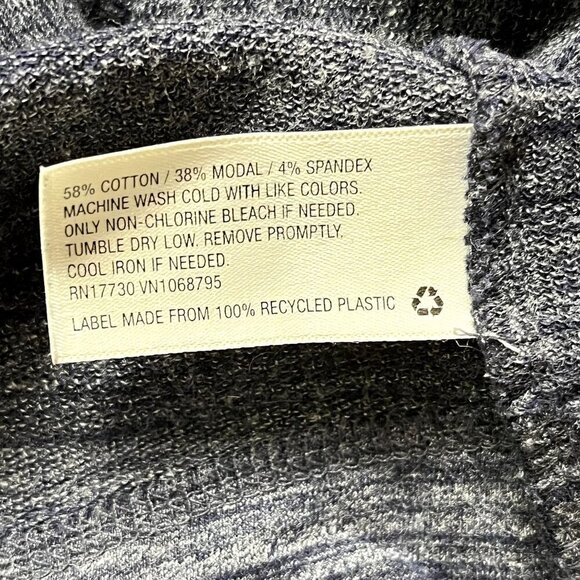 58% COTTON / 38% MODAL / 4% SPANDEX
MACHINE WASH COLD WITH LIKE COLORS.
ONLY NON-CHLORINE BLEACH IF NEEDED.
TUMBLE DRY LOW. REMOVE PROMPTLY.
COOL IRON IF NEEDED.
RN17730 VN1068795
LABEL MADE FROM 100% RECYCLED PLASTIC